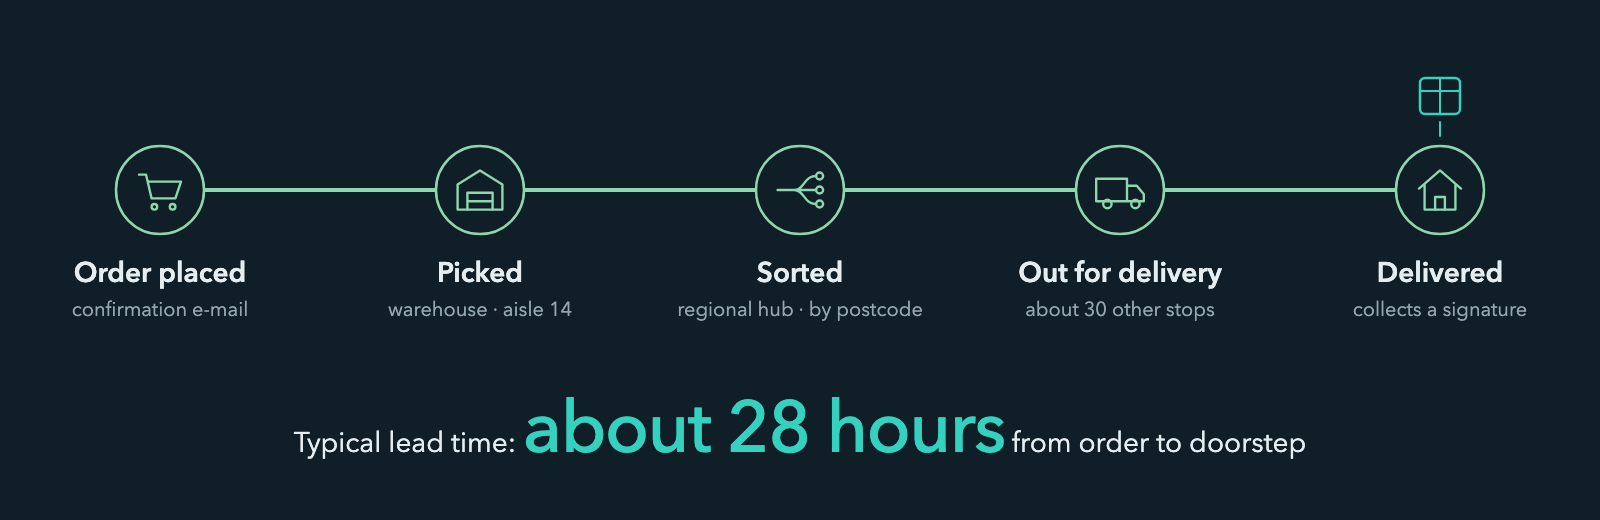 Order placed
confirmation e-mail
Picked
warehouse · aisle 14
Sorted
regional hub · by postcode
Out for delivery
about 30 other stops
Delivered
collects a signature
Typical lead time: about 28 hours from order to doorstep